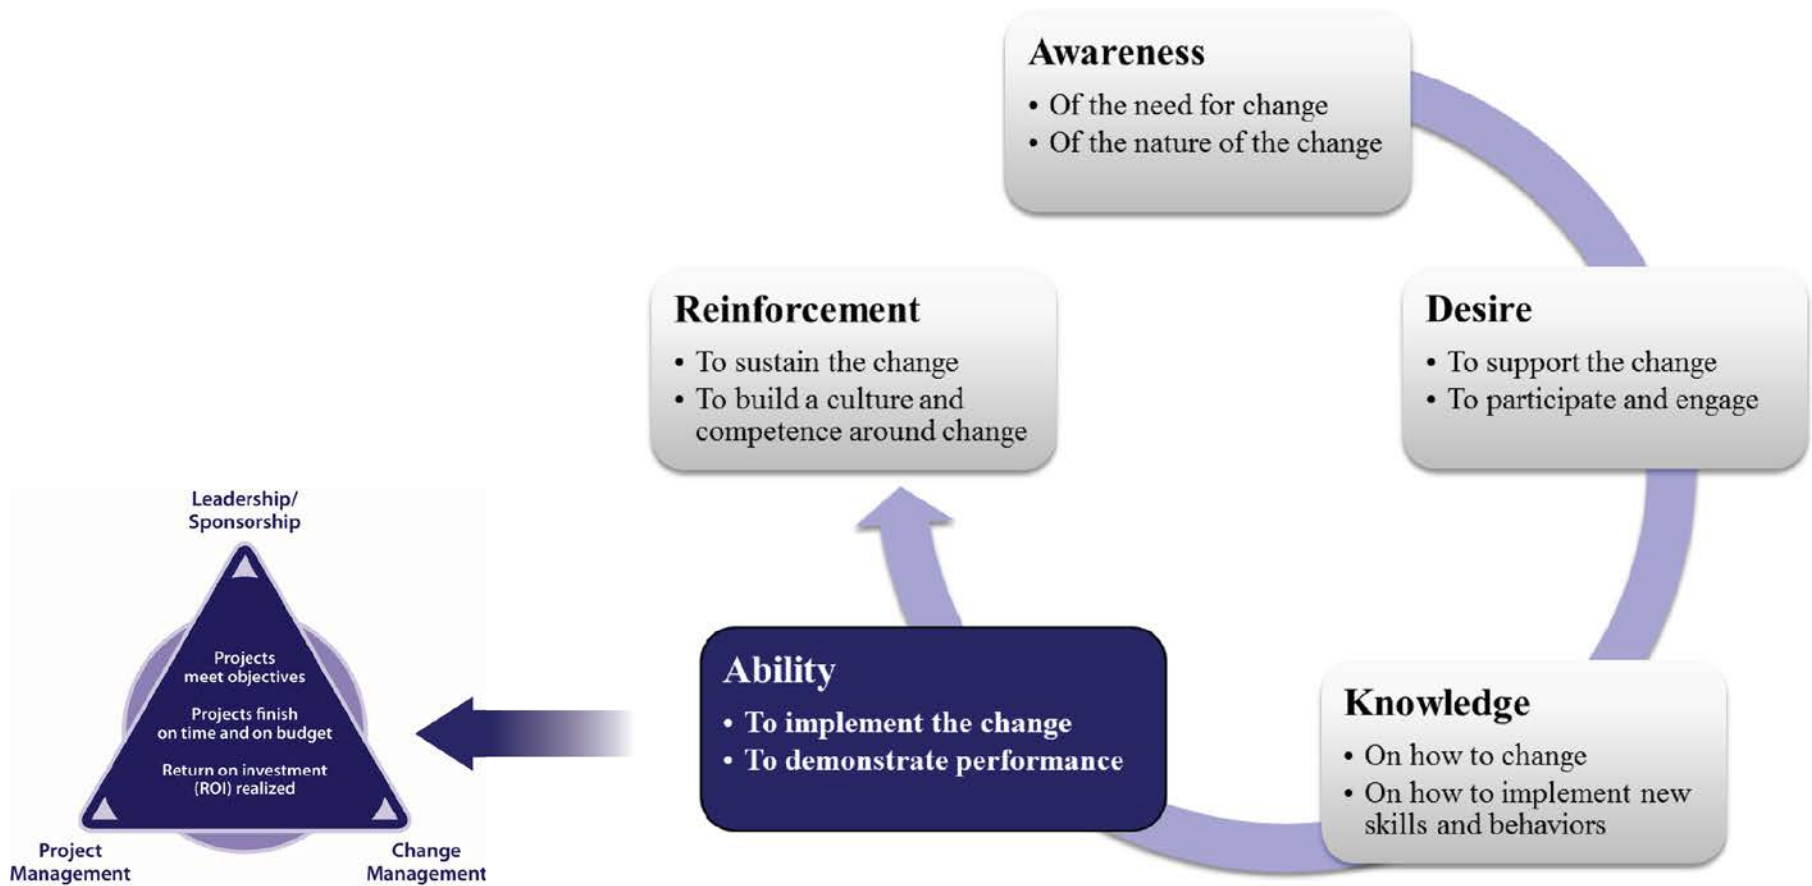 Awareness
• Of the need for change
• Of the nature of the change
Desire
• To support the change
• To participate and engage
Knowledge
• On how to change
• On how to implement new
skills and behaviors
Ability
• To implement the change
• To demonstrate performance
Reinforcement
• To sustain the change
• To build a culture and
competence around change
Leadership/
Sponsorship
Projects
meet objectives
Projects finish
on time and on budget
Return on investment
(ROI) realized
Project
Management
Change
Management